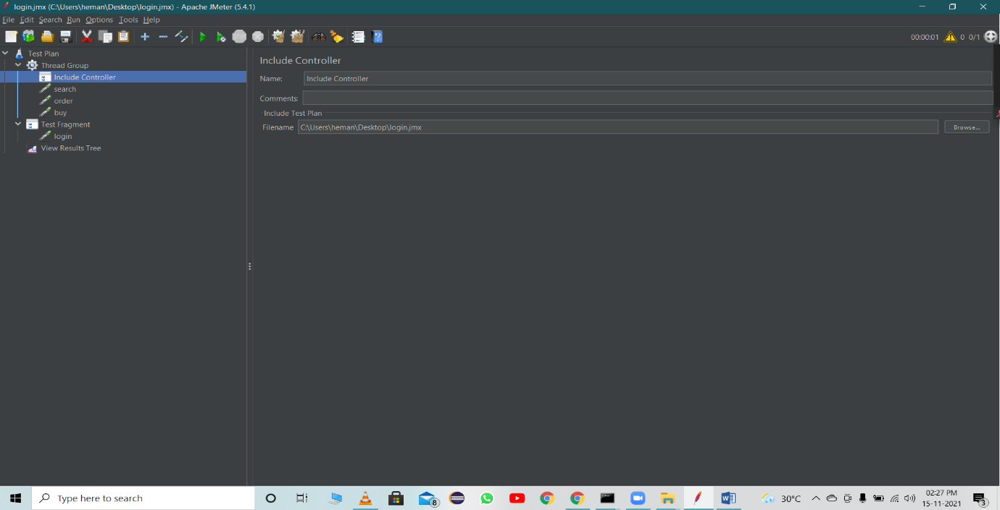 login.jmx (C:\Users\heman\Desktop\login.jmx) - Apache JMeter (5.4.1)
File Edit Search Run Options Tools Help
00:00:01 0 0/1
Test Plan
Thread Group
Include Controller
search
order
buy
Test Fragment
login
View Results Tree
Include Controller
Name: Include Controller
Comments:
Include Test Plan
Filename C:\Users\heman\Desktop\login.jmx Browse...
Type here to search
8
W
30°C
02:27 PM
15-11-2021
3